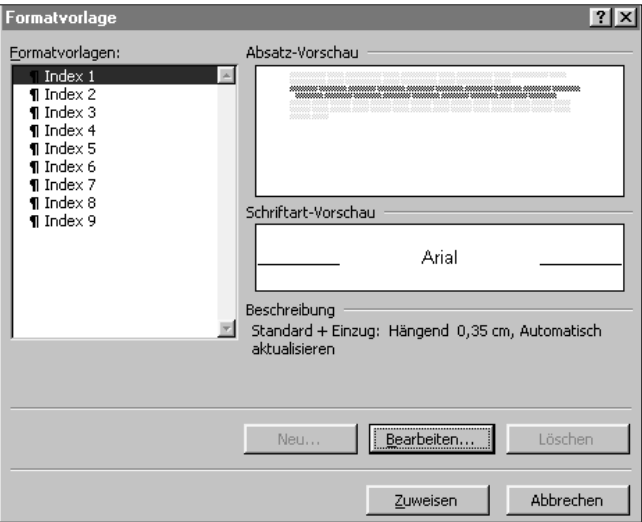 Formatvorlage
Formatvorlagen:
¶ Index 1
¶ Index 2
¶ Index 3
¶ Index 4
¶ Index 5
¶ Index 6
¶ Index 7
¶ Index 8
¶ Index 9
Absatz-Vorschau
Schriftart-Vorschau
Arial
Beschreibung
Standard + Einzug: Hängend 0,35 cm, Automatisch
aktualisieren
Neu... Bearbeiten... Löschen
Zuweisen Abbrechen